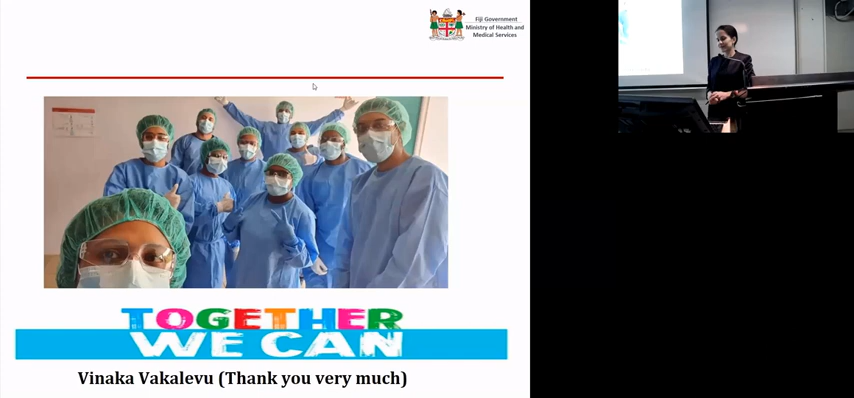 Fiji Government
Ministry of Health and
Medical Services
TOGETHER
WE CAN
Vinaka Vakalevu (Thank you very much)